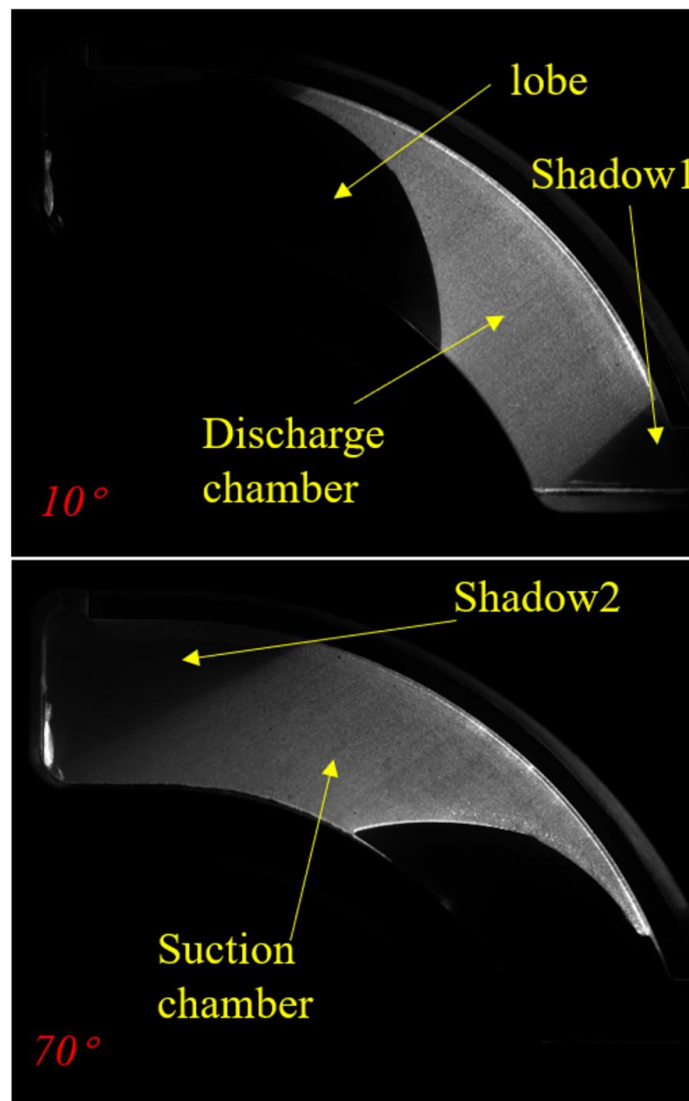 lobe
Shadow1
Discharge
chamber
10°
Shadow2
Suction
chamber
70°